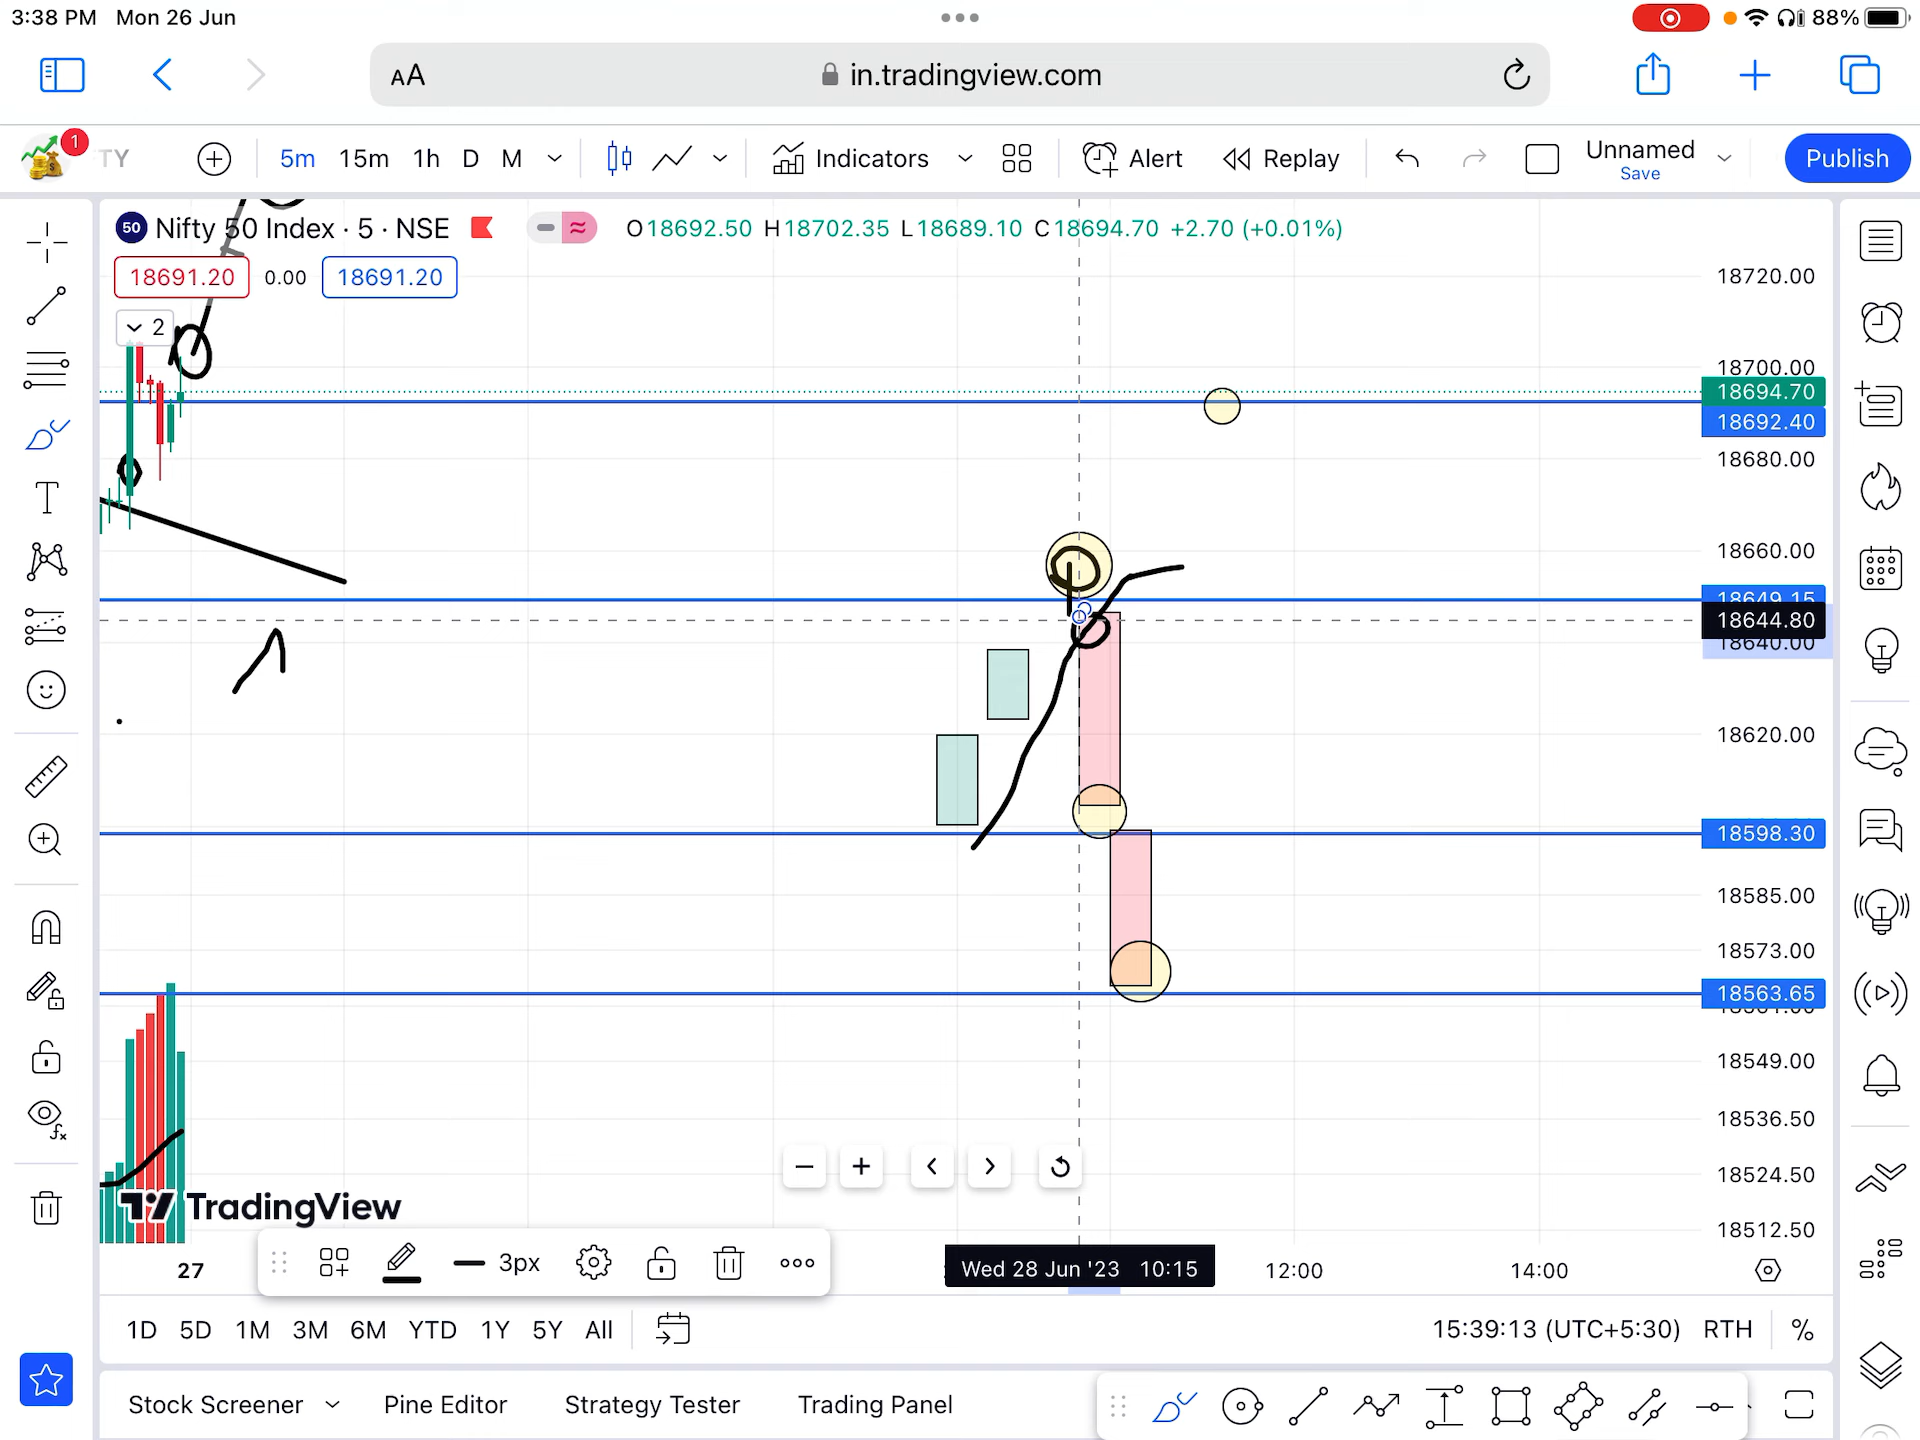 3:38 PM Mon 26 Jun
88%
AA in.tradingview.com
1 TY 5m 15m 1h D M Indicators Alert Replay Unnamed Publish
Save
50 Nifty 50 Index · 5 · NSE O18692.50 H18702.35 L18689.10 C18694.70 +2.70 (+0.01%)
18691.20 0.00 18691.20
2
18720.00
18700.00
18694.70
18692.40
18680.00
18660.00
18649.15
18644.80
18640.00
18620.00
18598.30
18585.00
18573.00
18563.65
18549.00
18536.50
18524.50
18512.50
TradingView
3px
27 Wed 28 Jun '23 10:15 12:00 14:00
1D 5D 1M 3M 6M YTD 1Y 5Y All 15:39:13 (UTC+5:30) RTH %
Stock Screener Pine Editor Strategy Tester Trading Panel